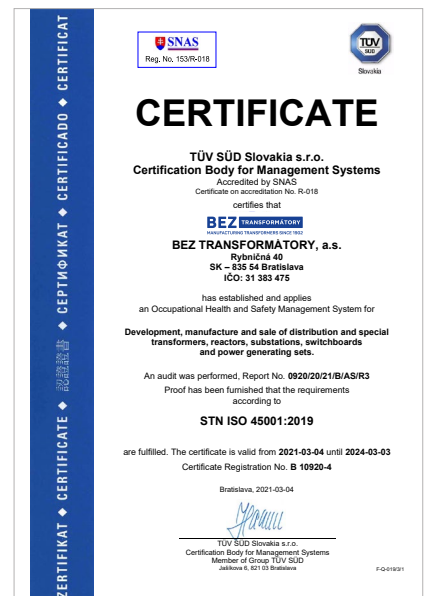 SNAS
Reg. No. 153/R-018
TÜV
SÜD
Slovakia
CERTIFICATE
TÜV SÜD Slovakia s.r.o.
Certification Body for Management Systems
Accredited by SNAS
Certificate on accreditation No. R-018
certifies that
BEZ TRANSFORMÁTORY
MANUFACTURING TRANSFORMERS SINCE 1902
BEZ TRANSFORMÁTORY, a.s.
Rybničná 40
SK – 835 54 Bratislava
IČO: 31 383 475
has established and applies
an Occupational Health and Safety Management System for
Development, manufacture and sale of distribution and special
transformers, reactors, substations, switchboards
and power generating sets.
An audit was performed, Report No. 0920/20/21/B/AS/R3
Proof has been furnished that the requirements
according to
STN ISO 45001:2019
are fulfilled. The certificate is valid from 2021-03-04 until 2024-03-03
Certificate Registration No. B 10920-4
Bratislava, 2021-03-04
TÜV SÜD Slovakia s.r.o.
Certification Body for Management Systems
Member of Group TÜV SÜD
Jašíkova 6, 821 03 Bratislava
ZERTIFIKAT ◆ CERTIFICATE ◆ ◆ СЕРТИФИКАТ ◆ CERTIFICADO ◆ CERTIFICAT